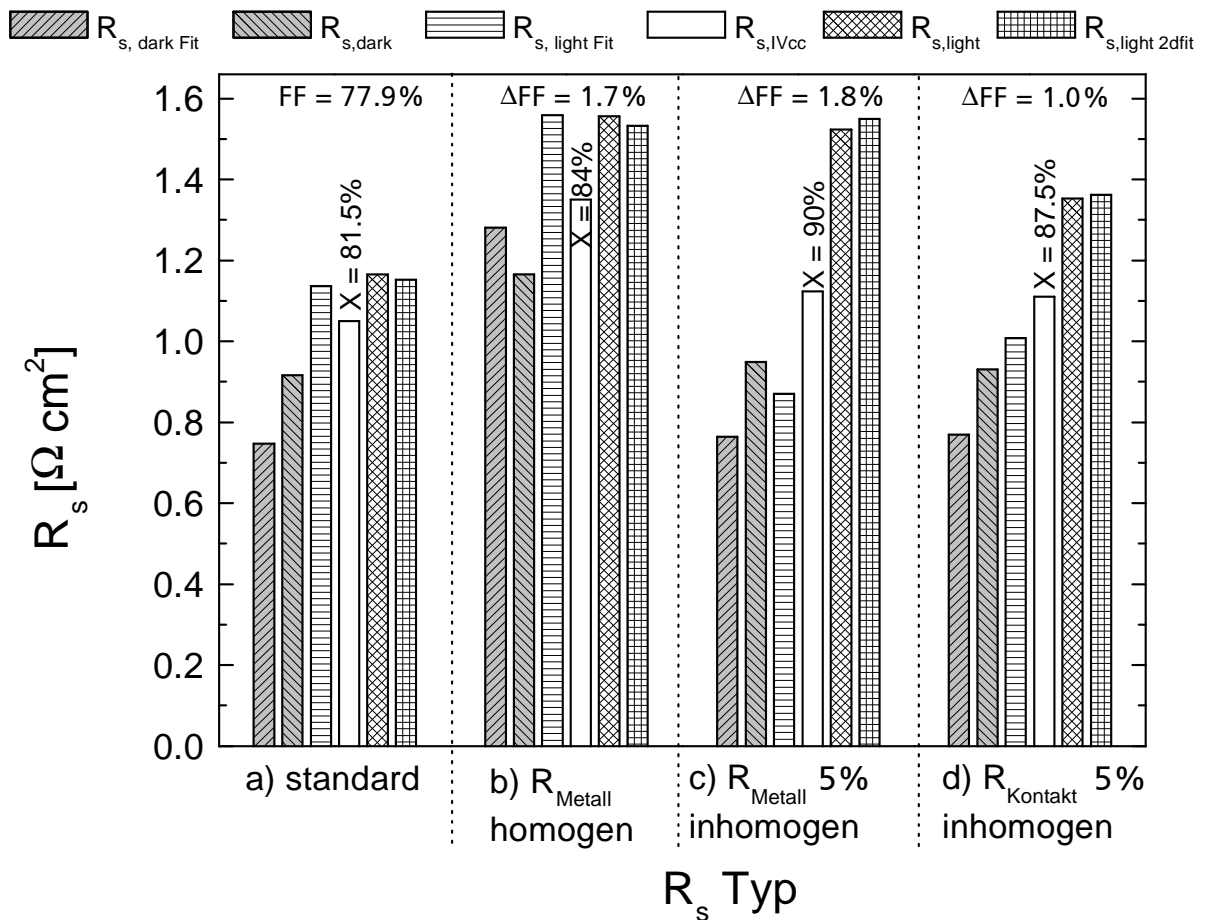 R_s, dark Fit R_s,dark R_s, light Fit R_s,IVcc R_s,light R_s,light 2dfit
FF = 77.9% ΔFF = 1.7% ΔFF = 1.8% ΔFF = 1.0%
1.6
1.4
1.2
1.0
0.8
0.6
0.4
0.2
0.0
R_s [Ω cm²]
X = 81.5%
X = 84%
X = 90%
X = 87.5%
a) standard
b) R_Metall
homogen
c) R_Metall 5%
inhomogen
d) R_Kontakt 5%
inhomogen
R_s Typ